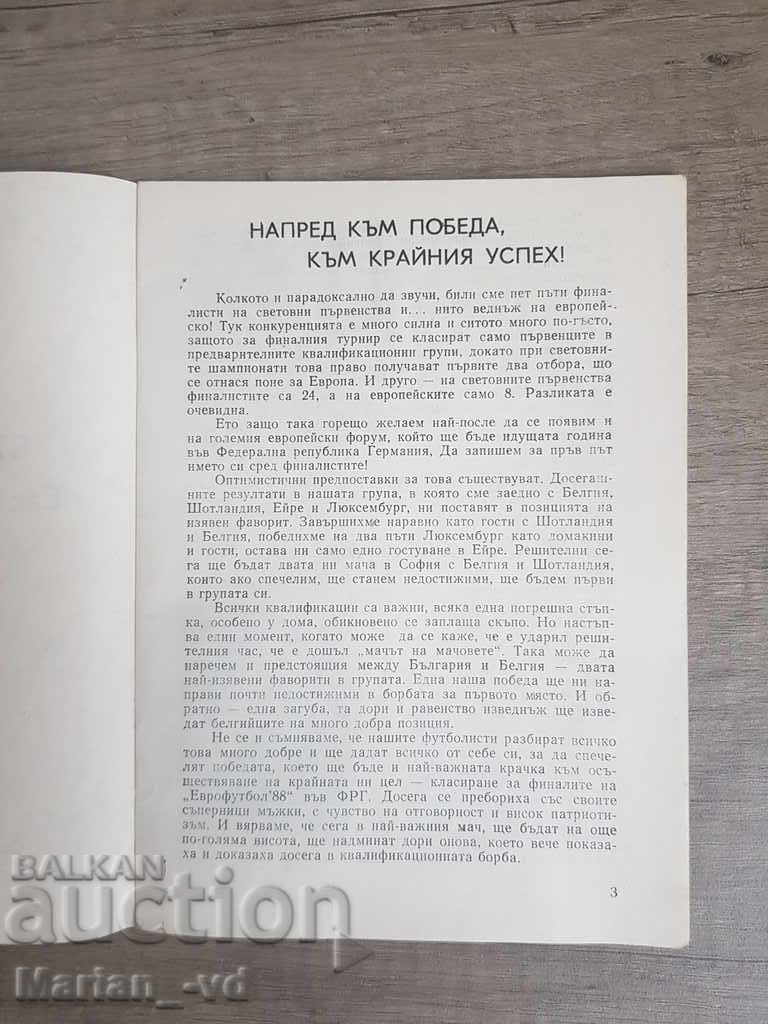 НАПРЕД КЪМ ПОБЕДА,
КЪМ КРАЙНИЯ УСПЕХ!
Колкото и парадоксално да звучи, били сме пет пъти фина-
листи на световни първенства и... нито веднъж на европей-
ско! Тук конкуренцията е много силна и ситото много по-гъсто,
защото за финалния турнир се класират само първенците в
предварителните квалификационни групи, докато при световни-
те шампионати това право получават първите два отбора, що
се отнася поне за Европа. И друго — на световните първенства
финалистите са 24, а на европейските само 8. Разликата е
очевидна.
Ето защо така горещо желаем най-после да се появим и
на големия европейски форум, който ще бъде идущата година
във Федерална република Германия, Да запишем за пръв път
името си сред финалистите!
Оптимистични предпоставки за това съществуват. Досегаш-
ните резултати в нашата група, в която сме заедно с Белгия,
Шотландия, Ейре и Люксембург, ни поставят в позицията на
изявен фаворит. Завършихме наравно като гости с Шотландия
и Белгия, победихме на два пъти Люксембург като домакини
и гости, остава ни само едно гостуване в Ейре. Решителни се-
га ще бъдат двата ни мача в София с Белгия и Шотландия,
които ако спечелим, ще станем недостижими, ще бъдем първи
в групата си.
Всички квалификации са важни, всяка една погрешна стъп-
ка, особено у дома, обикновено се заплаща скъпо. Но настъп-
ва един момент, когато може да се каже, че е ударил реши-
телния час, че е дошъл „мачът на мачовете“. Така може да
наречем и предстоящия между България и Белгия — двата
най-изявени фаворити в групата. Една наша победа ще ни на-
прави почти недостижими в борбата за първото място. И об-
ратно — една загуба, та дори и равенство изведнъж ще изве-
дат белгийците на много добра позиция.
Не се и съмняваме, че нашите футболисти разбират всичко
това много добре и ще дадат всичко от себе си, за да спече-
лят победата, което ще бъде и най-важната крачка към осъ-
ществяване на крайната ни цел — класиране за финалите на
„Еврофутбол'88“ във ФРГ. Досега се пребориха със своите
съперници мъжки, с чувство на отговорност и висок патриоти-
зъм. И вярваме, че сега в най-важния мач, ще бъдат на още
по-голяма висота, ще надминат дори онова, което вече показа-
ха и доказаха досега в квалификационната борба.
3
BALKAN
auction
Marian_-vd